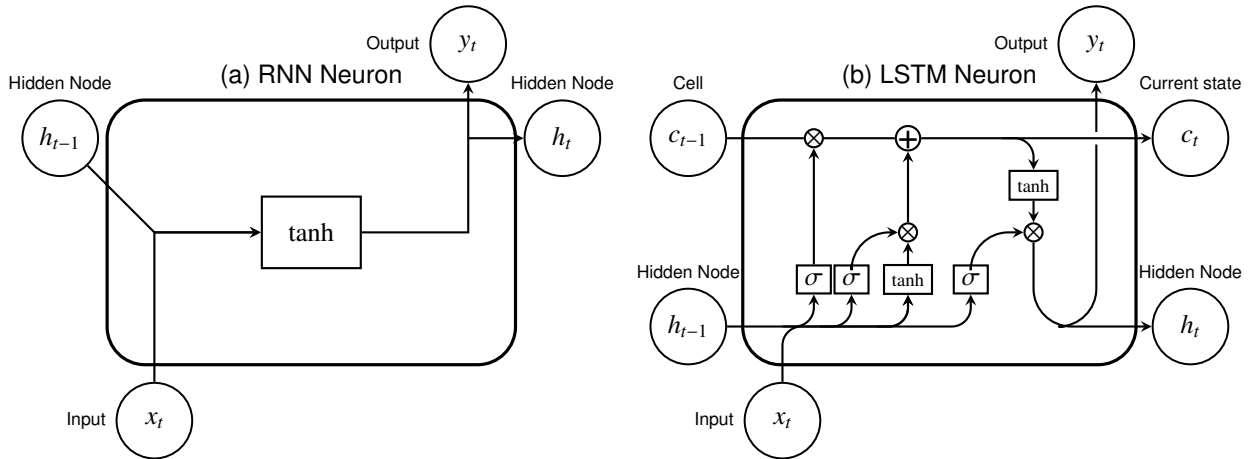 (a) RNN Neuron
Output
y_t
Hidden Node
h_{t−1}
Hidden Node
h_t
tanh
Input
x_t
(b) LSTM Neuron
Output
y_t
Cell
c_{t−1}
Current state
c_t
⊗
+
tanh
⊗
⊗
σ
σ
tanh
σ
Hidden Node
h_{t−1}
Hidden Node
h_t
Input
x_t